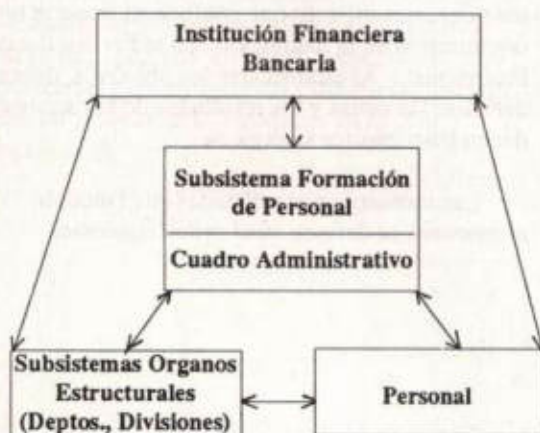 Institución Financiera
Bancaria
Subsistema Formación
de Personal
Cuadro Administrativo
Subsistemas Organos
Estructurales
(Deptos., Divisiones)
Personal